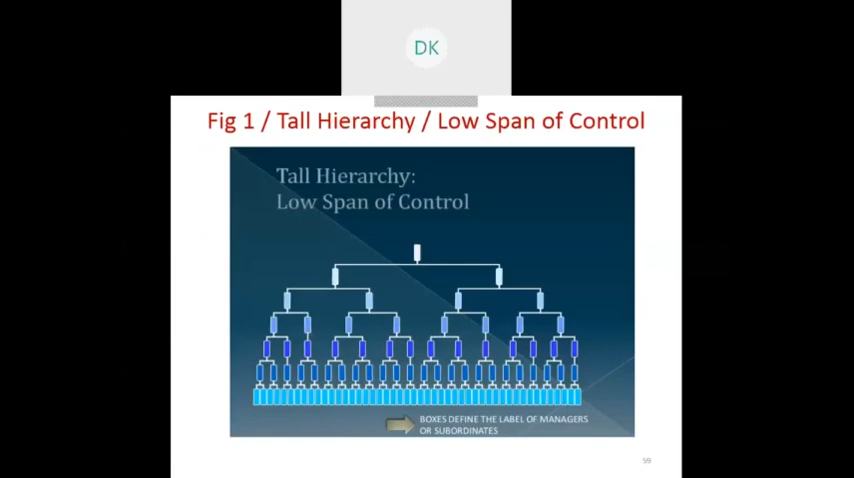 DK
Fig 1 / Tall Hierarchy / Low Span of Control
Tall Hierarchy:
Low Span of Control
BOXES DEFINE THE LABEL OF MANAGERS
OR SUBORDINATES
59